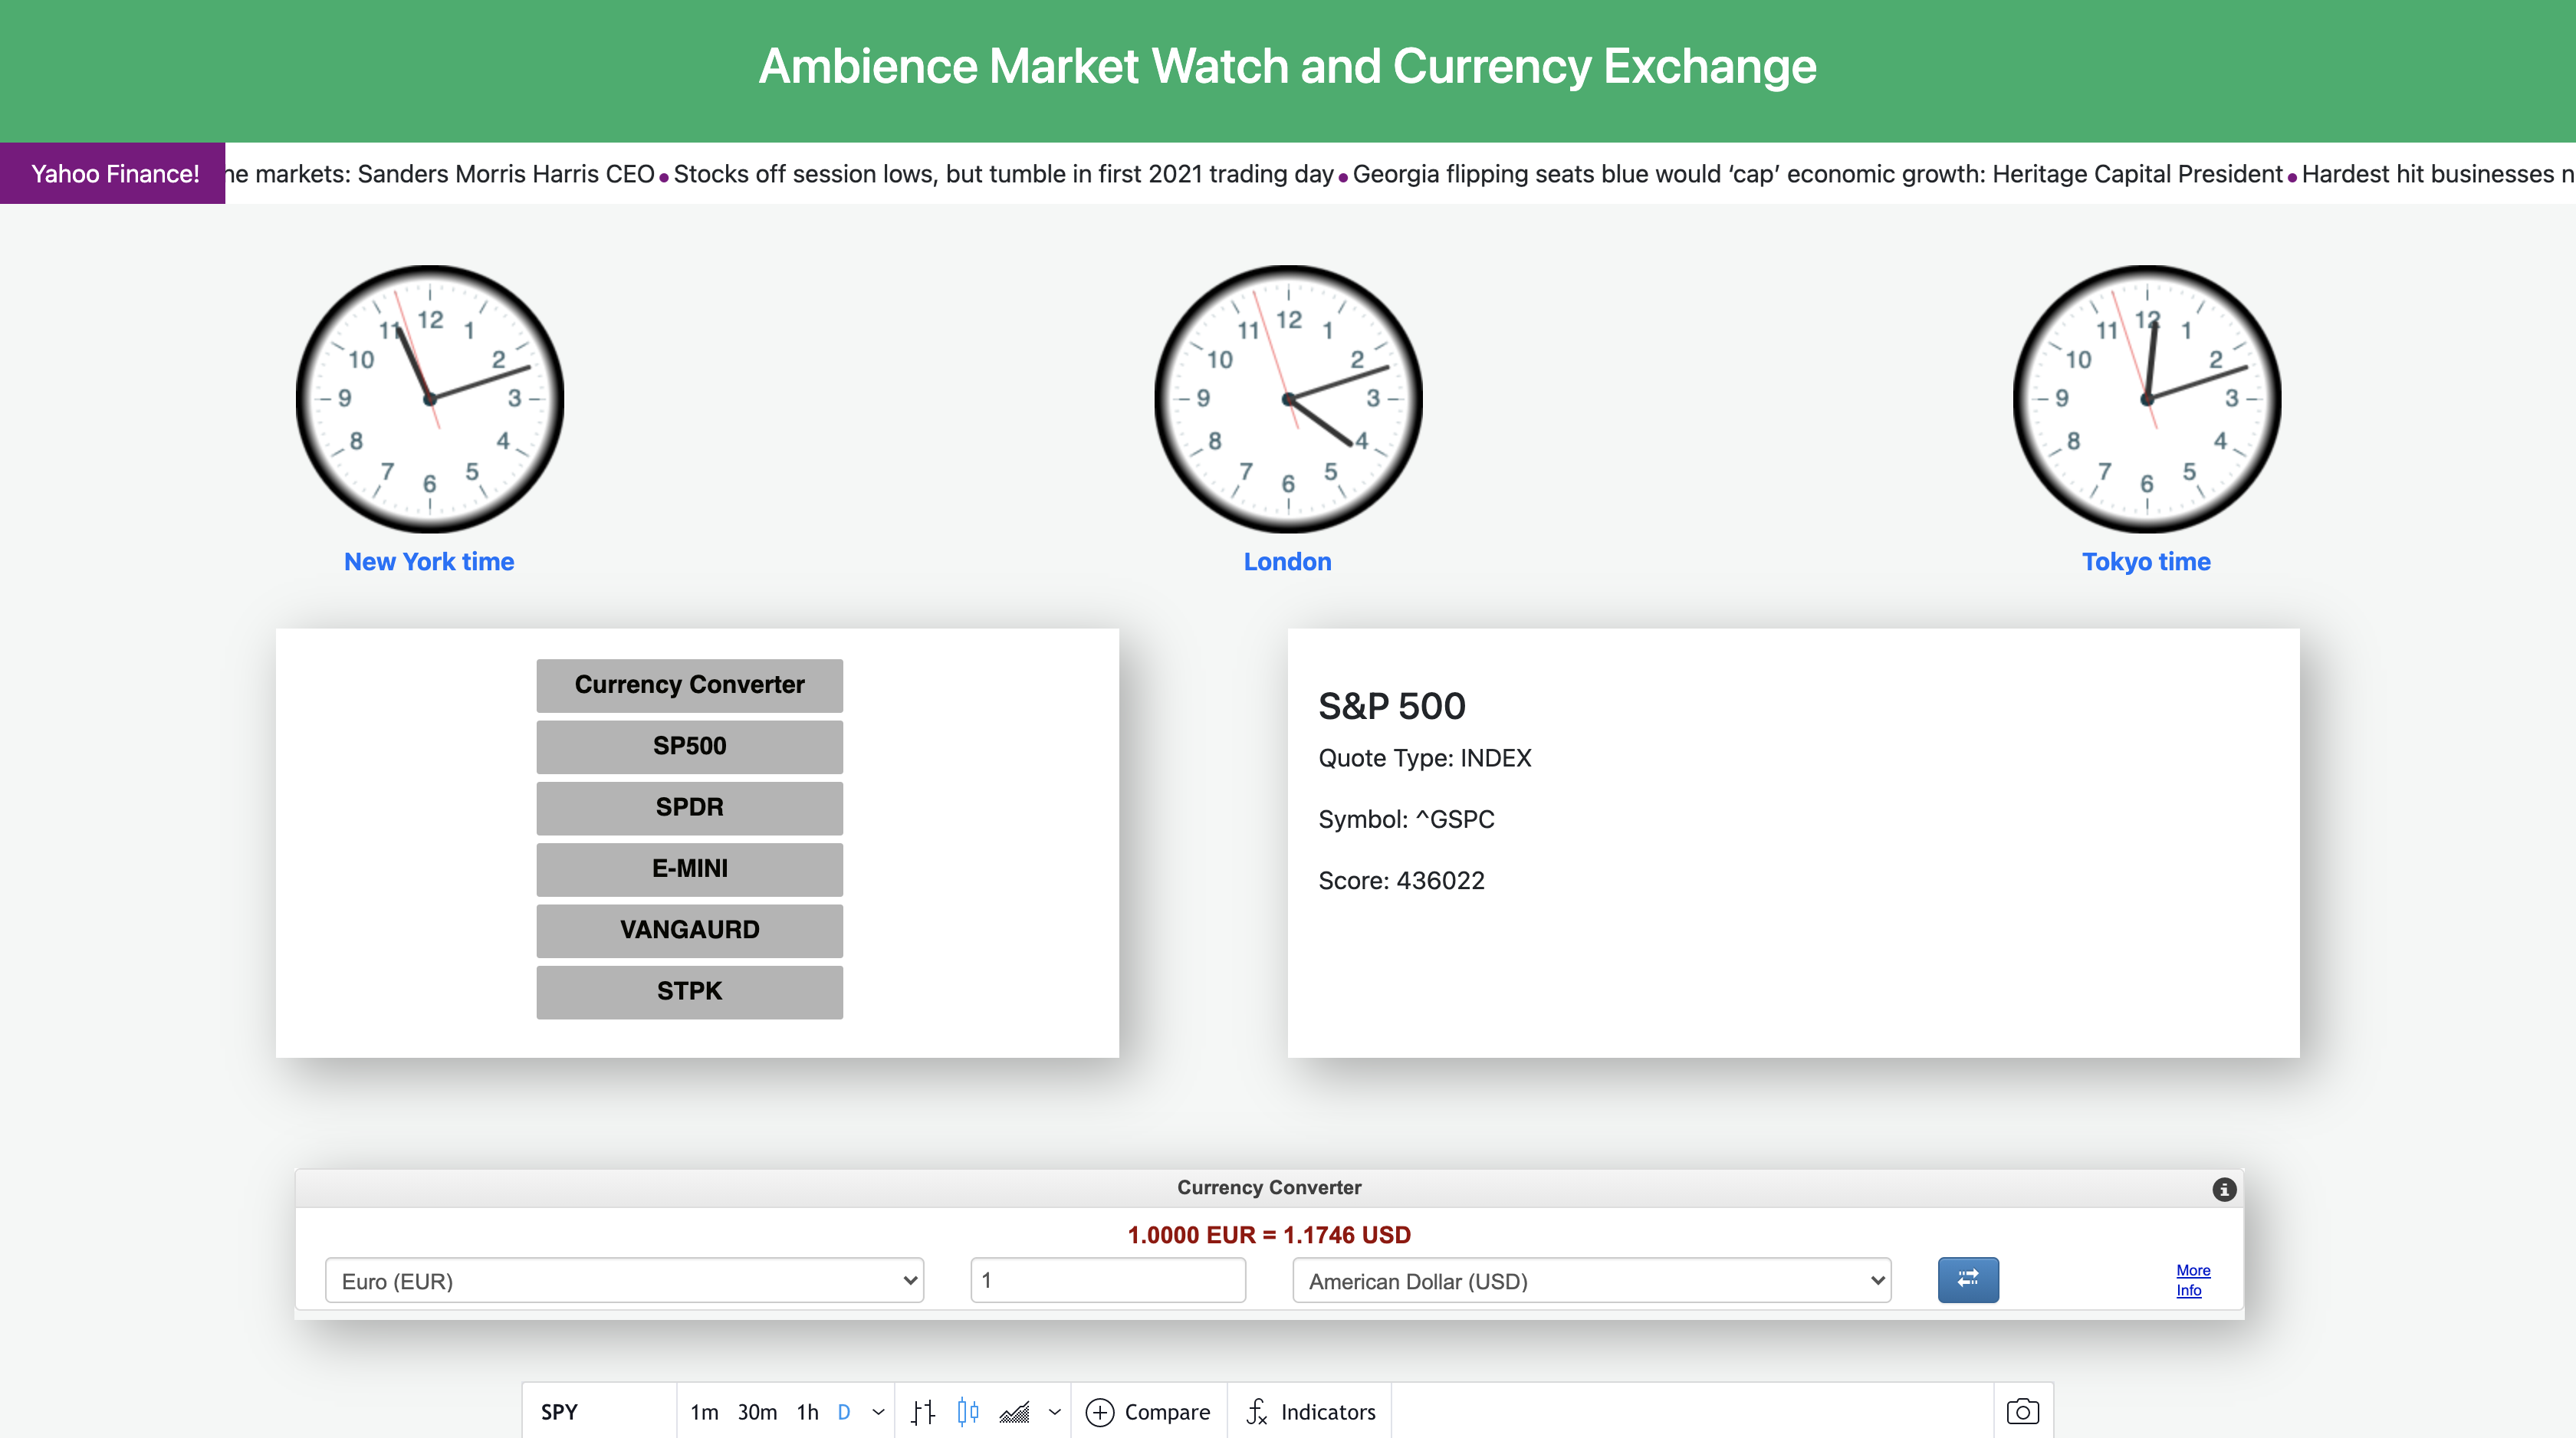 Ambience Market Watch and Currency Exchange
Yahoo Finance! markets: Sanders Morris Harris CEO • Stocks off session lows, but tumble in first 2021 trading day • Georgia flipping seats blue would ‘cap’ economic growth: Heritage Capital President • Hardest hit businesses
12 1 2 3 4 5 6 7 8 9 10 11
12 1 2 3 4 5 6 7 8 9 10 11
12 1 2 3 4 5 6 7 8 9 10 11
New York time
London
Tokyo time
Currency Converter
SP500
SPDR
E-MINI
VANGAURD
STPK
S&P 500
Quote Type: INDEX
Symbol: ^GSPC
Score: 436022
Currency Converter
1.0000 EUR = 1.1746 USD
Euro (EUR)
1
American Dollar (USD)
More
Info
SPY 1m 30m 1h D Compare fx Indicators